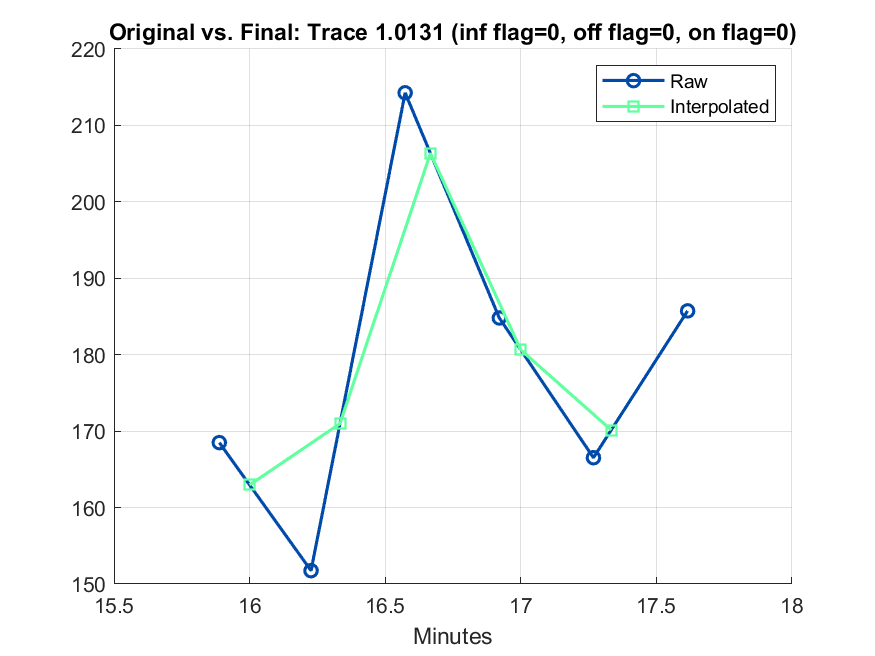 Original vs. Final: Trace 1.0131 (inf flag=0, off flag=0, on flag=0)
220
210
200
190
180
170
160
150
Raw
Interpolated
15.5 16 16.5 17 17.5 18
Minutes